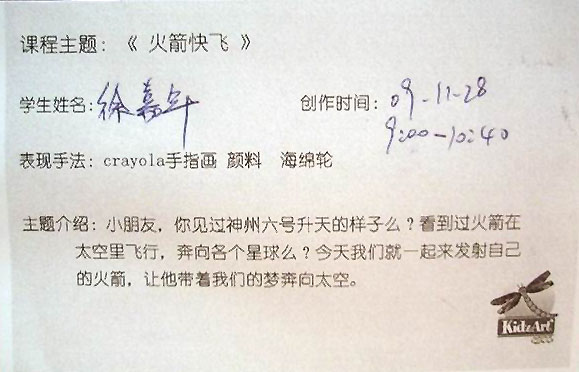 课程主题：《 火箭快飞 》
学生姓名：徐嘉年 创作时间：09-11-28
9:00-10:40
表现手法：crayola手指画 颜料 海绵轮
主题介绍：小朋友，你见过神州六号升天的样子么？看到过火箭在
太空里飞行，奔向各个星球么？今天我们就一起来发射自己
的火箭，让他带着我们的梦奔向太空。
KidzArt